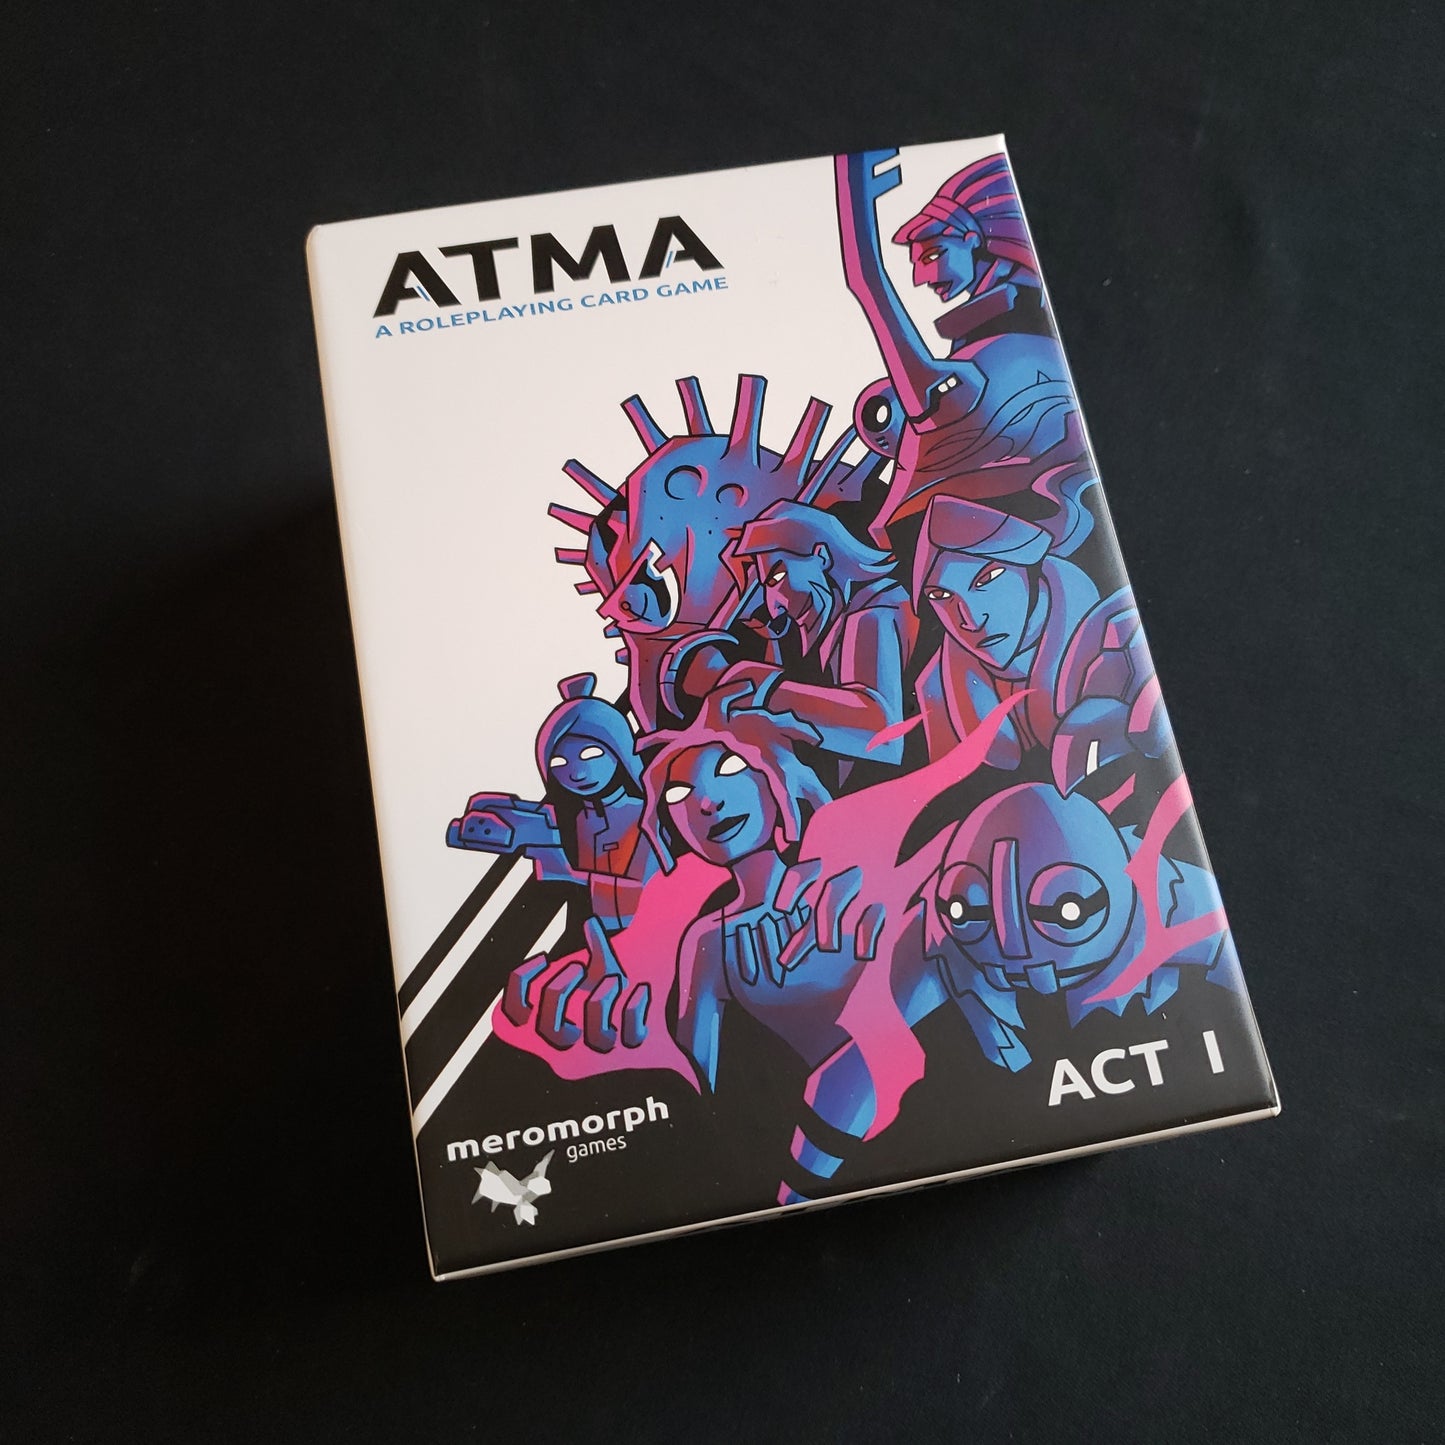 ATMA
A ROLEPLAYING CARD GAME
ACT I
meromorph
games